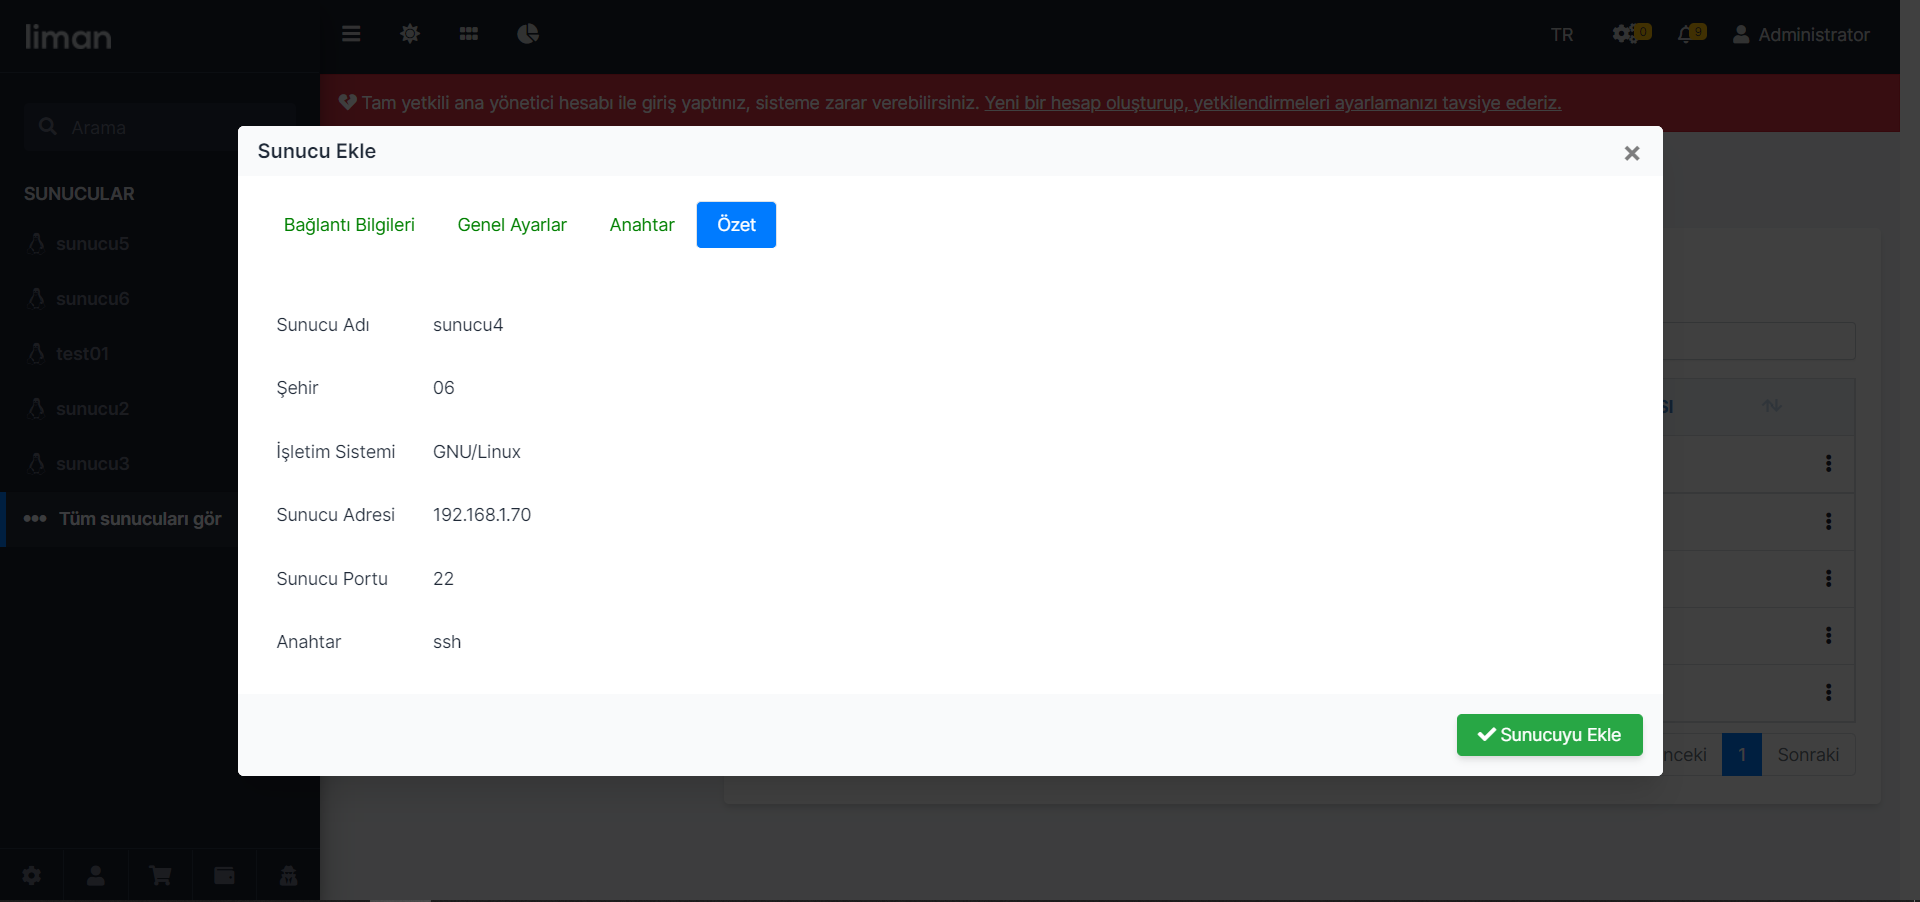 liman
TR
0
9
Administrator
Tam yetkili ana yönetici hesabı ile giriş yaptınız, sisteme zarar verebilirsiniz. Yeni bir hesap oluşturup, yetkilendirmeleri ayarlamanızı tavsiye ederiz.
Arama
SUNUCULAR
sunucu5
sunucu6
test01
sunucu2
sunucu3
Tüm sunucuları gör
Sunucu Ekle
Bağlantı Bilgileri Genel Ayarlar Anahtar Özet
Sunucu Adı sunucu4
Şehir 06
İşletim Sistemi GNU/Linux
Sunucu Adresi 192.168.1.70
Sunucu Portu 22
Anahtar ssh
Sunucuyu Ekle
1 Sonraki